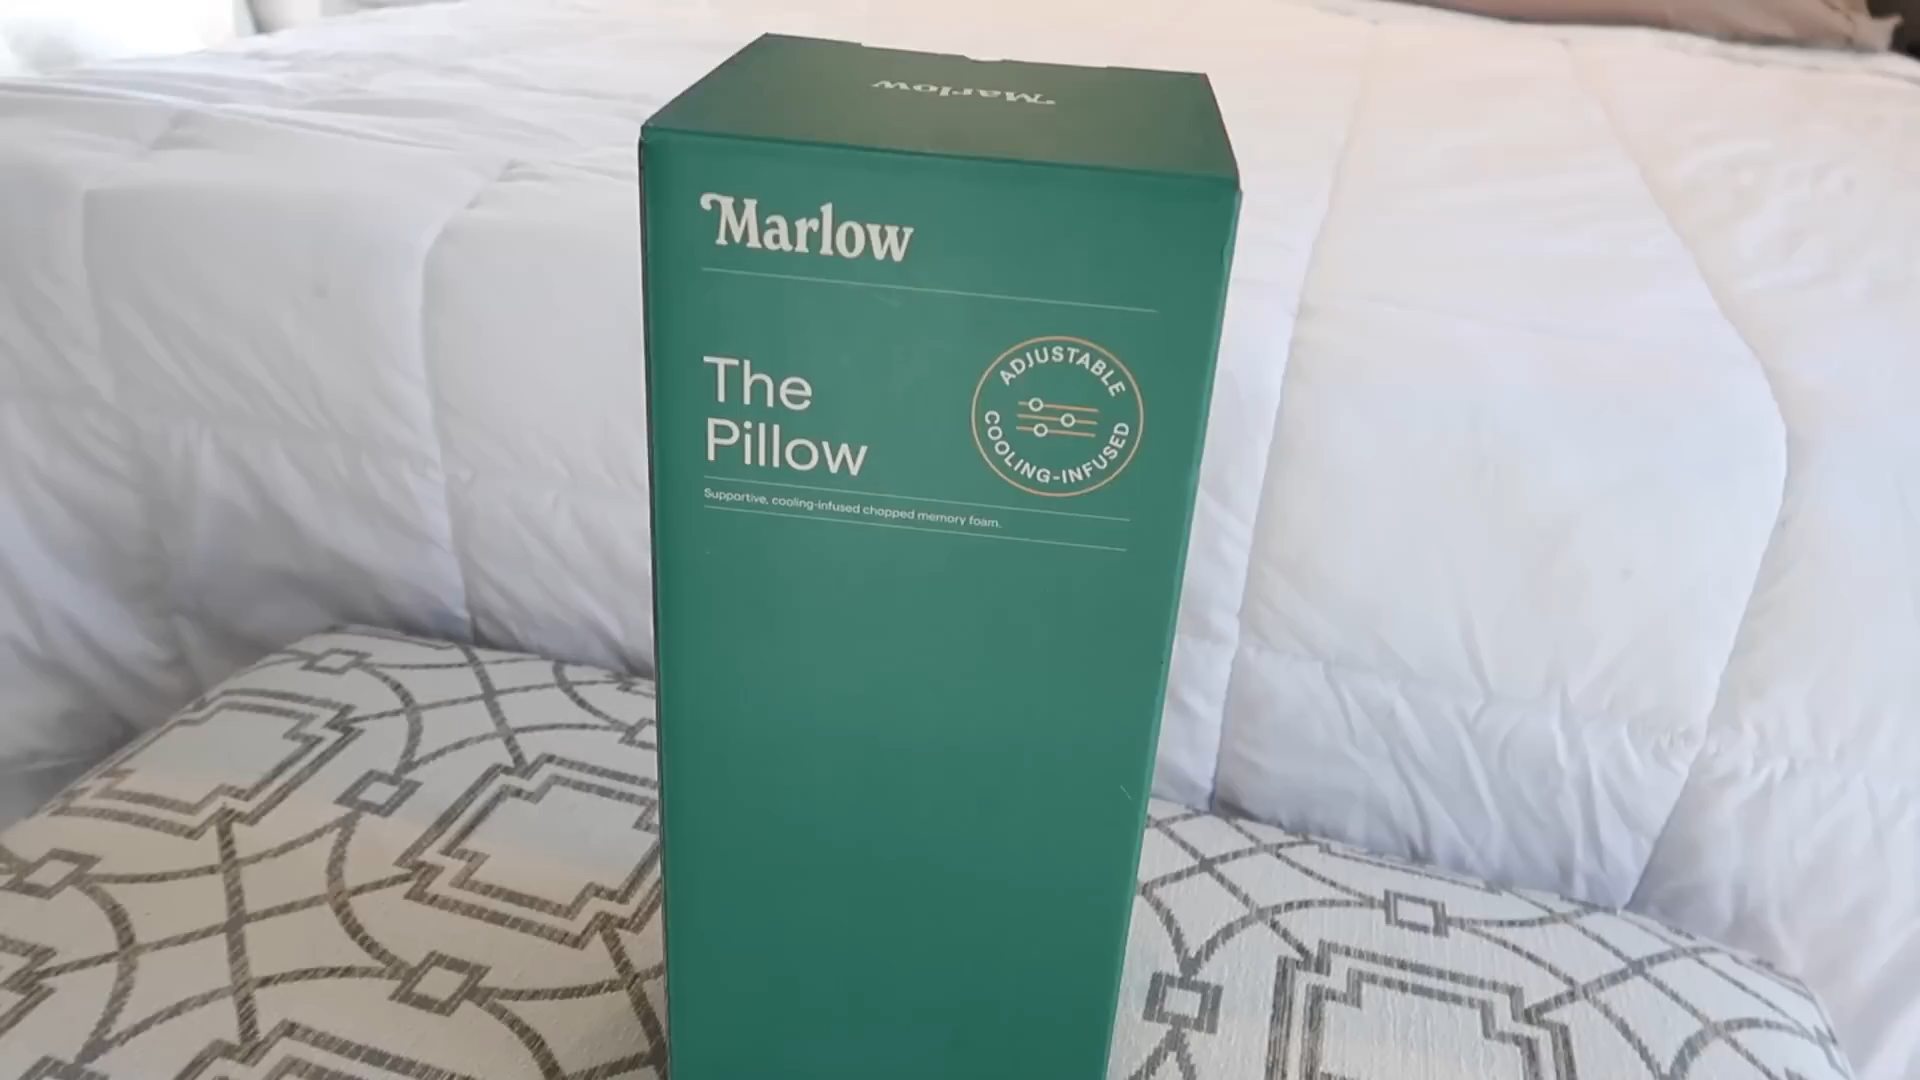 Marlow
Marlow
The
Pillow
ADJUSTABLE
COOLING-INFUSED
Supportive, cooling-infused chopped memory foam.